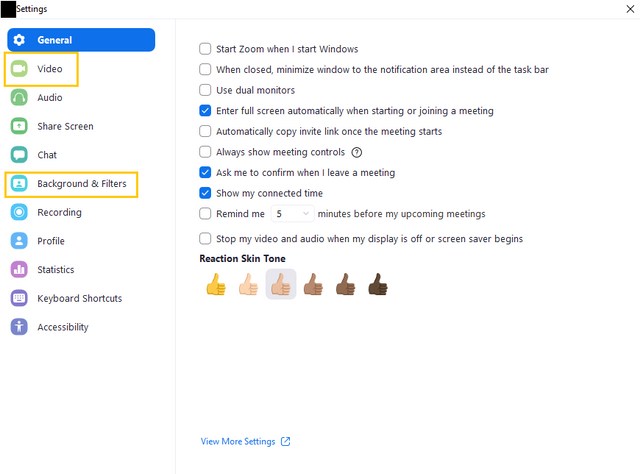 Settings
General
Video
Audio
Share Screen
Chat
Background & Filters
Recording
Profile
Statistics
Keyboard Shortcuts
Accessibility
Start Zoom when I start Windows
When closed, minimize window to the notification area instead of the task bar
Use dual monitors
Enter full screen automatically when starting or joining a meeting
Automatically copy invite link once the meeting starts
Always show meeting controls ?
Ask me to confirm when I leave a meeting
Show my connected time
Remind me 5 minutes before my upcoming meetings
Stop my video and audio when my display is off or screen saver begins
Reaction Skin Tone
View More Settings